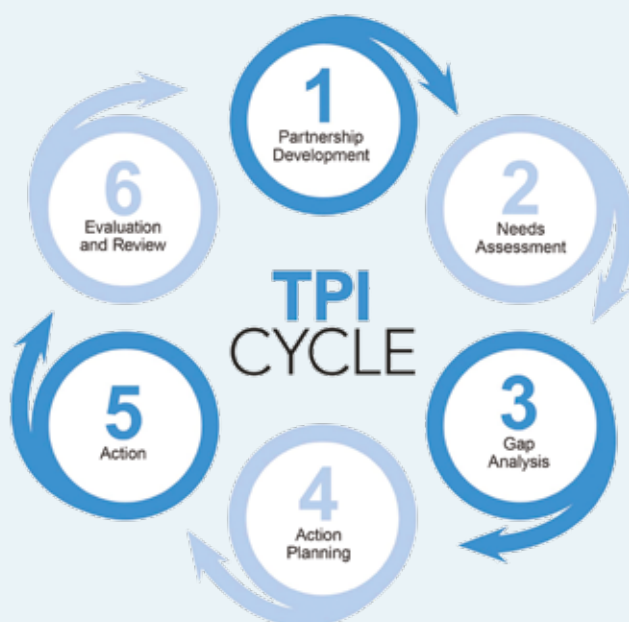 1
Partnership
Development
2
Needs
Assessment
3
Gap
Analysis
4
Action
Planning
5
Action
6
Evaluation
and Review
TPI
CYCLE